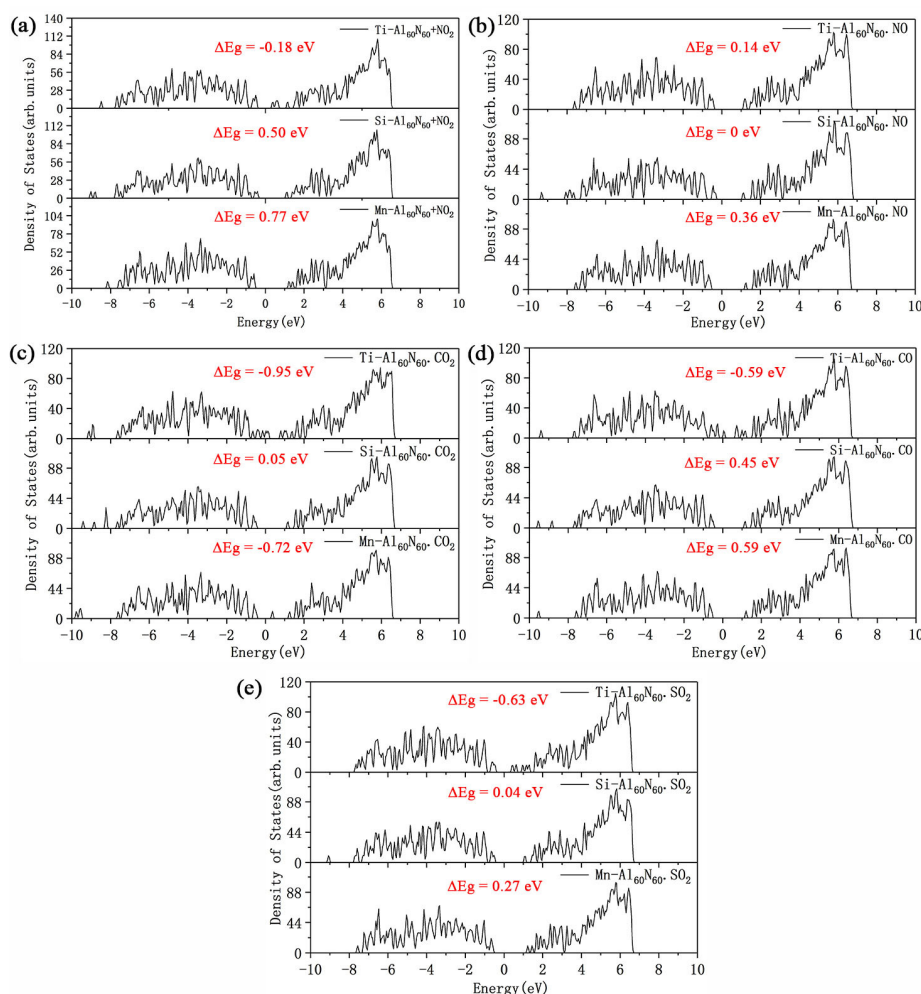 (a)
Density of States(arb.units)
140
112
84
56
28
0
Ti-Al₆₀N₆₀+NO₂
ΔEg = -0.18 eV
112
84
56
28
0
Si-Al₆₀N₆₀+NO₂
ΔEg = 0.50 eV
104
78
52
26
0
Mn-Al₆₀N₆₀+NO₂
ΔEg = 0.77 eV
-10 -8 -6 -4 -2 0 2 4 6 8 10
Energy(eV)
(b)
Density of States(arb.units)
120
80
40
0
Ti-Al₆₀N₆₀.NO
ΔEg = 0.14 eV
88
44
0
Si-Al₆₀N₆₀.NO
ΔEg = 0 eV
88
44
0
Mn-Al₆₀N₆₀.NO
ΔEg = 0.36 eV
-10 -8 -6 -4 -2 0 2 4 6 8 10
Energy(eV)
(c)
Density of States(arb.units)
120
80
40
0
Ti-Al₆₀N₆₀.CO₂
ΔEg = -0.95 eV
88
44
0
Si-Al₆₀N₆₀.CO₂
ΔEg = 0.05 eV
88
44
0
Mn-Al₆₀N₆₀.CO₂
ΔEg = -0.72 eV
-10 -8 -6 -4 -2 0 2 4 6 8 10
Energy(eV)
(d)
Density of States(arb.units)
120
80
40
0
Ti-Al₆₀N₆₀.CO
ΔEg = -0.59 eV
88
44
0
Si-Al₆₀N₆₀.CO
ΔEg = 0.45 eV
88
44
0
Mn-Al₆₀N₆₀.CO
ΔEg = 0.59 eV
-10 -8 -6 -4 -2 0 2 4 6 8 10
Energy(eV)
(e)
Density of States(arb.units)
120
80
40
0
Ti-Al₆₀N₆₀.SO₂
ΔEg = -0.63 eV
88
44
0
Si-Al₆₀N₆₀.SO₂
ΔEg = 0.04 eV
88
44
0
Mn-Al₆₀N₆₀.SO₂
ΔEg = 0.27 eV
-10 -8 -6 -4 -2 0 2 4 6 8 10
Energy(eV)